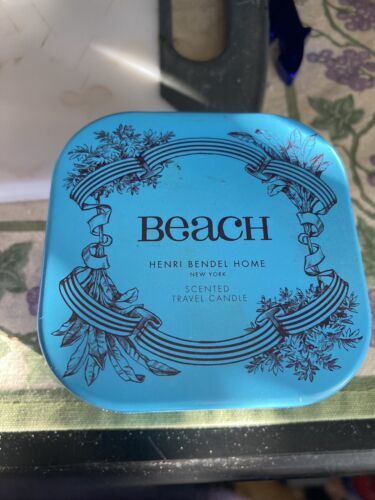 BeacH
HENRI BENDEL HOME
NEW YORK
SCENTED
TRAVEL CANDLE